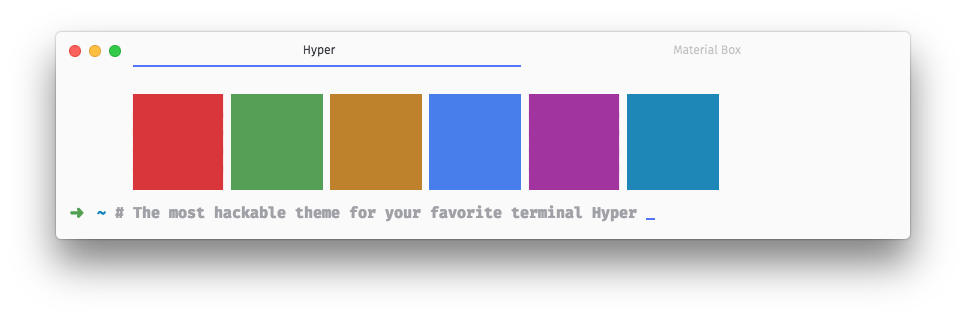 Hyper
Material Box
➜ ~ # The most hackable theme for your favorite terminal Hyper _